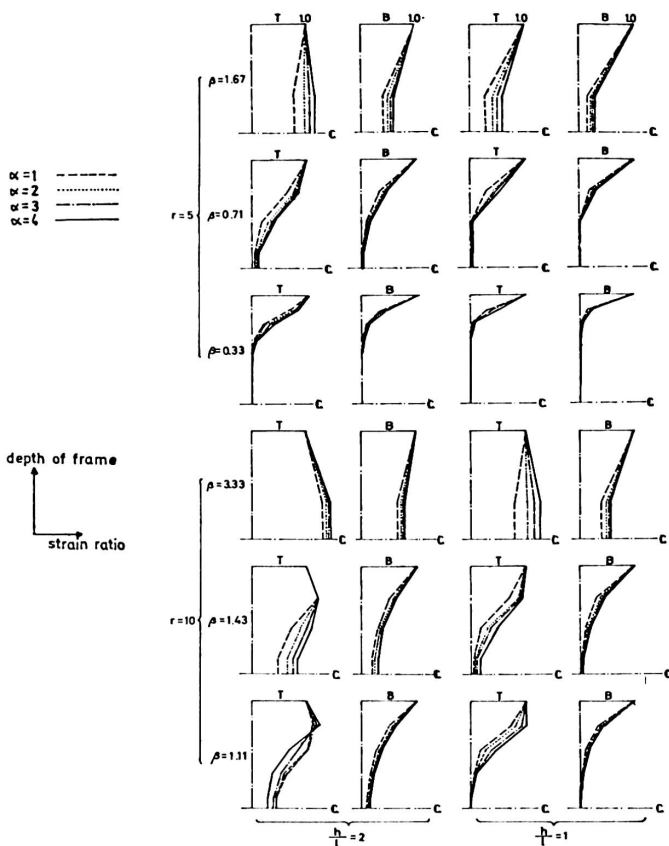 T 1.0 B 1.0 T 1.0 B 1.0
β=1.67
C. C. C. C.
α=1
α=2
α=3
α=4
T B T B
r=5 β=0.71
C. C. C. C.
T B T B
β=0.33
C. C. C. C.
T B T B
depth of frame
β=3.33
strain ratio
C. C. C. C.
T B T B
r=10 β=1.43
C. C. C. C.
T B T B
β=1.11
C. C. C. C.
h/l =2 h/l =1